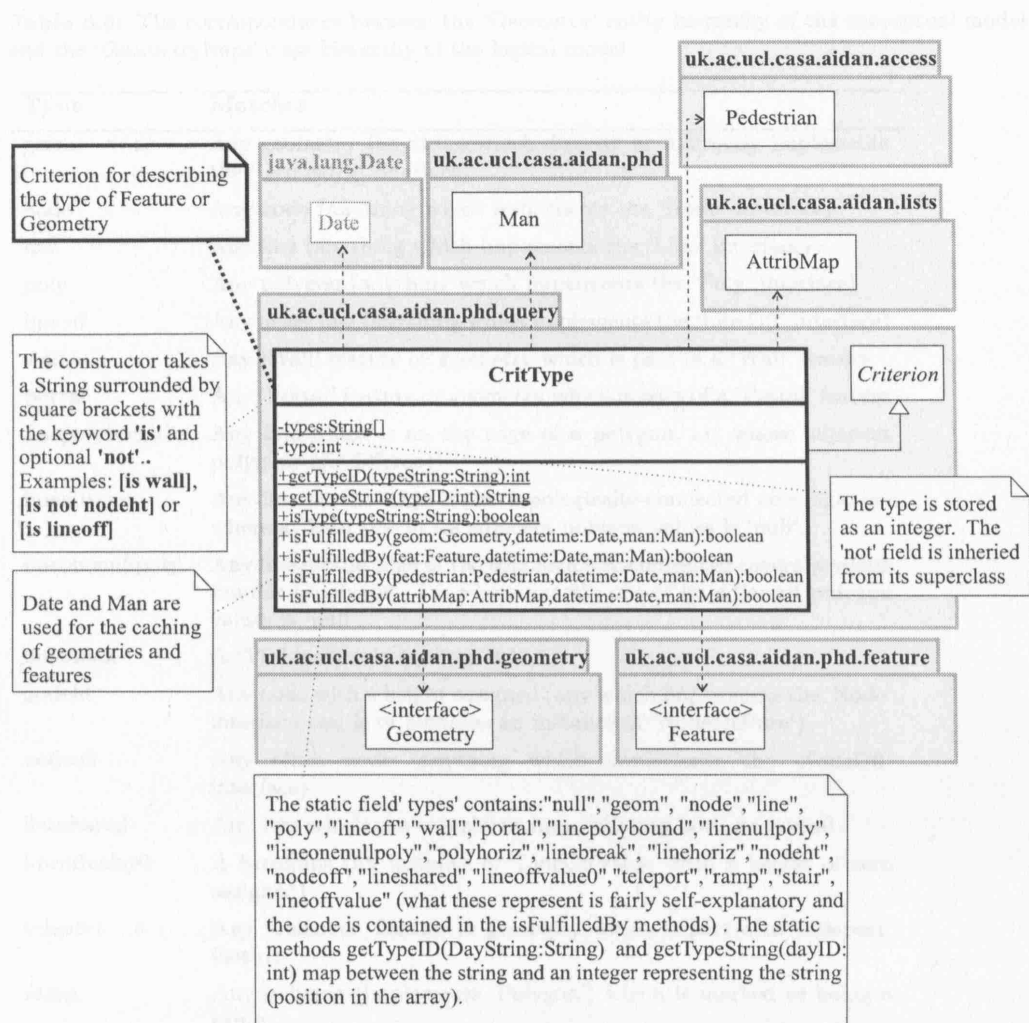 uk.ac.ucl.casa.aidan.access
Pedestrian
java.lang.Date
Date
uk.ac.ucl.casa.aidan.phd
Man
uk.ac.ucl.casa.aidan.lists
AttribMap
Criterion for describing
the type of Feature or
Geometry
uk.ac.ucl.casa.aidan.phd.query
CritType
-types:String[]
-type:int
+getTypeID(typeString:String):int
+getTypeString(typeID:int):String
+isType(typeString:String):boolean
+isFulfilledBy(geom:Geometry,datetime:Date,man:Man):boolean
+isFulfilledBy(feat:Feature,datetime:Date,man:Man):boolean
+isFulfilledBy(pedestrian:Pedestrian,datetime:Date,man:Man):boolean
+isFulfilledBy(attribMap:AttribMap,datetime:Date,man:Man):boolean
Criterion
The constructor takes
a String surrounded by
square brackets with
the keyword 'is' and
optional 'not'..
Examples: [is wall],
[is not nodeht] or
[is lineoff]
The type is stored
as an integer. The
'not' field is inheried
from its superclass
Date and Man are
used for the caching
of geometries and
features
uk.ac.ucl.casa.aidan.phd.geometry
<interface>
Geometry
uk.ac.ucl.casa.aidan.phd.feature
<interface>
Feature
The static field' types' contains:"null","geom", "node","line",
"poly","lineoff","wall","portal","linepolybound","linenullpoly",
"lineonenullpoly","polyhoriz","linebreak", "linehoriz","nodeht",
"nodeoff","lineshared","lineoffvalue0","teleport","ramp","stair",
"lineoffvalue" (what these represent is fairly self-explanatory and
the code is contained in the isFulfilledBy methods) . The static
methods getTypeID(DayString:String) and getTypeString(dayID:
int) map between the string and an integer representing the string
(position in the array).